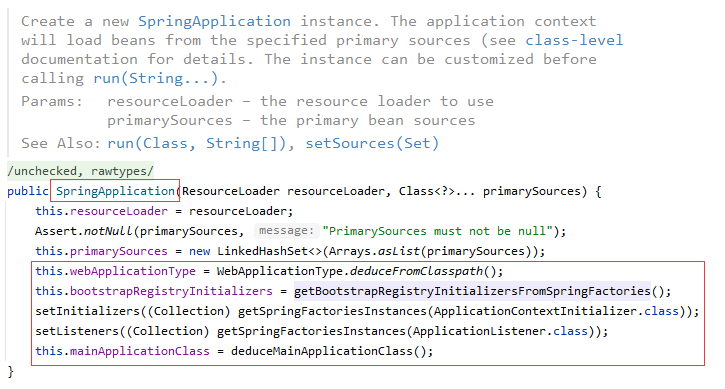 Create a new SpringApplication instance. The application context
will load beans from the specified primary sources (see class-level
documentation for details. The instance can be customized before
calling run(String...).
Params: resourceLoader – the resource loader to use
primarySources – the primary bean sources
See Also: run(Class, String[]), setSources(Set)
/unchecked, rawtypes/
public SpringApplication(ResourceLoader resourceLoader, Class<?>... primarySources) {
this.resourceLoader = resourceLoader;
Assert.notNull(primarySources, message: "PrimarySources must not be null");
this.primarySources = new LinkedHashSet<>(Arrays.asList(primarySources));
this.webApplicationType = WebApplicationType.deduceFromClasspath();
this.bootstrapRegistryInitializers = getBootstrapRegistryInitializersFromSpringFactories();
setInitializers((Collection) getSpringFactoriesInstances(ApplicationContextInitializer.class));
setListeners((Collection) getSpringFactoriesInstances(ApplicationListener.class));
this.mainApplicationClass = deduceMainApplicationClass();
}